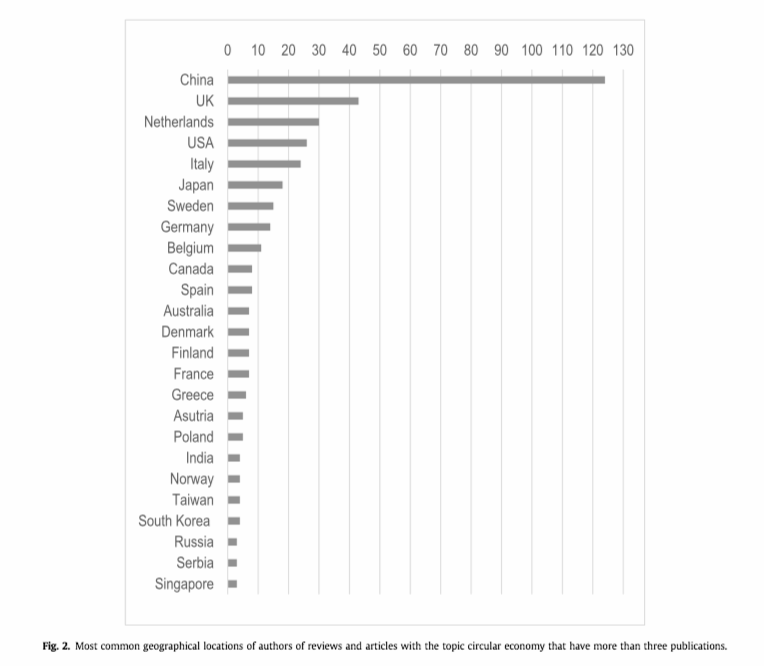 0 10 20 30 40 50 60 70 80 90 100 110 120 130
China
UK
Netherlands
USA
Italy
Japan
Sweden
Germany
Belgium
Canada
Spain
Australia
Denmark
Finland
France
Greece
Asutria
Poland
India
Norway
Taiwan
South Korea
Russia
Serbia
Singapore
Fig. 2. Most common geographical locations of authors of reviews and articles with the topic circular economy that have more than three publications.